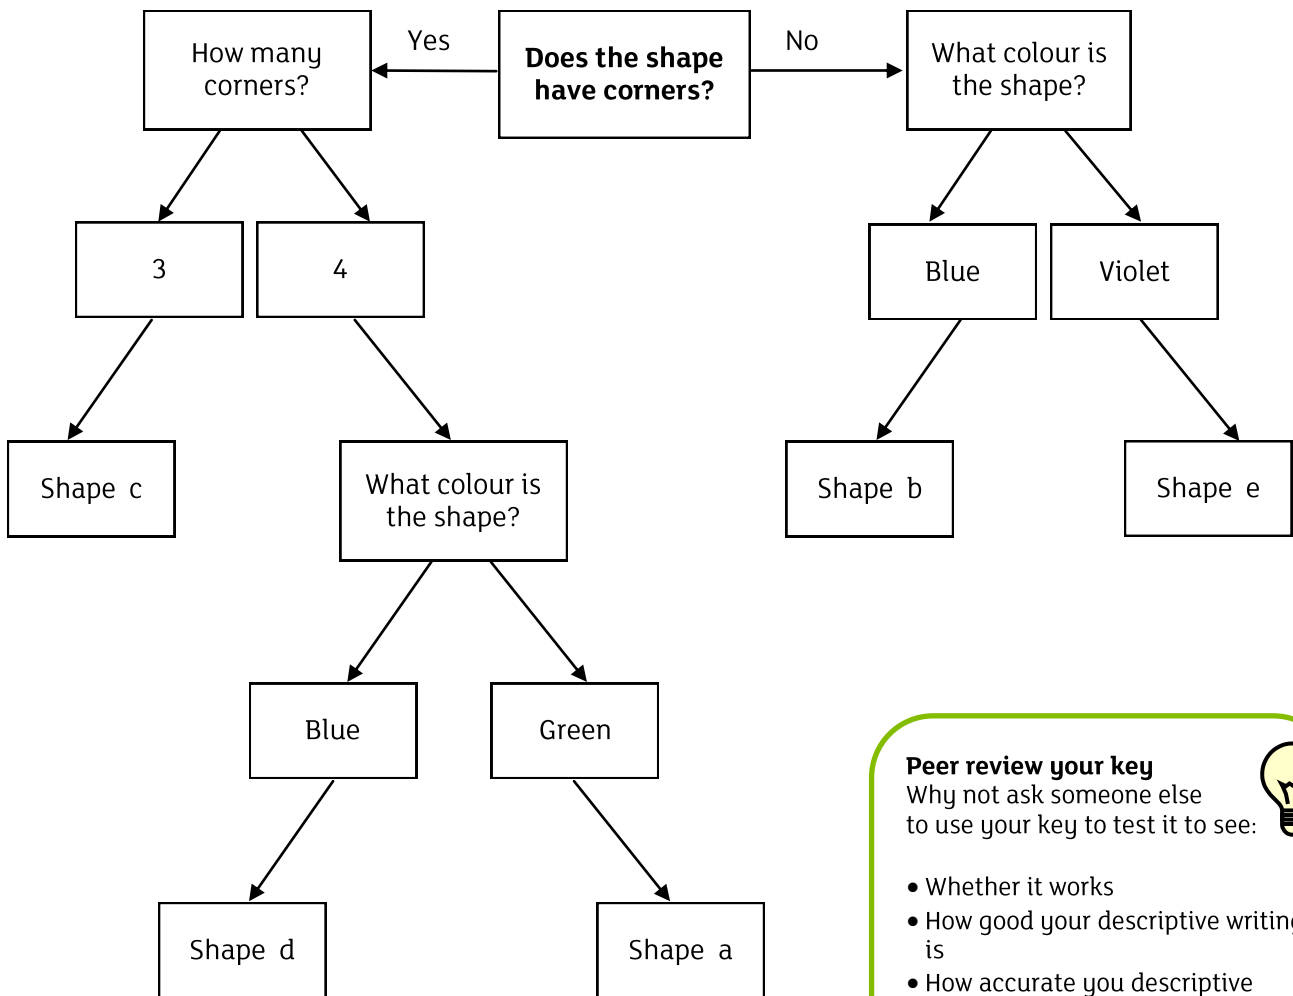 How many
corners?
Yes
Does the shape
have corners?
No
What colour is
the shape?
3
4
Blue
Violet
Shape c
What colour is
the shape?
Shape b
Shape e
Blue
Green
Shape d
Shape a
Peer review your key
Why not ask someone else
to use your key to test it to see:
• Whether it works
• How good your descriptive writing
is
• How accurate you descriptive